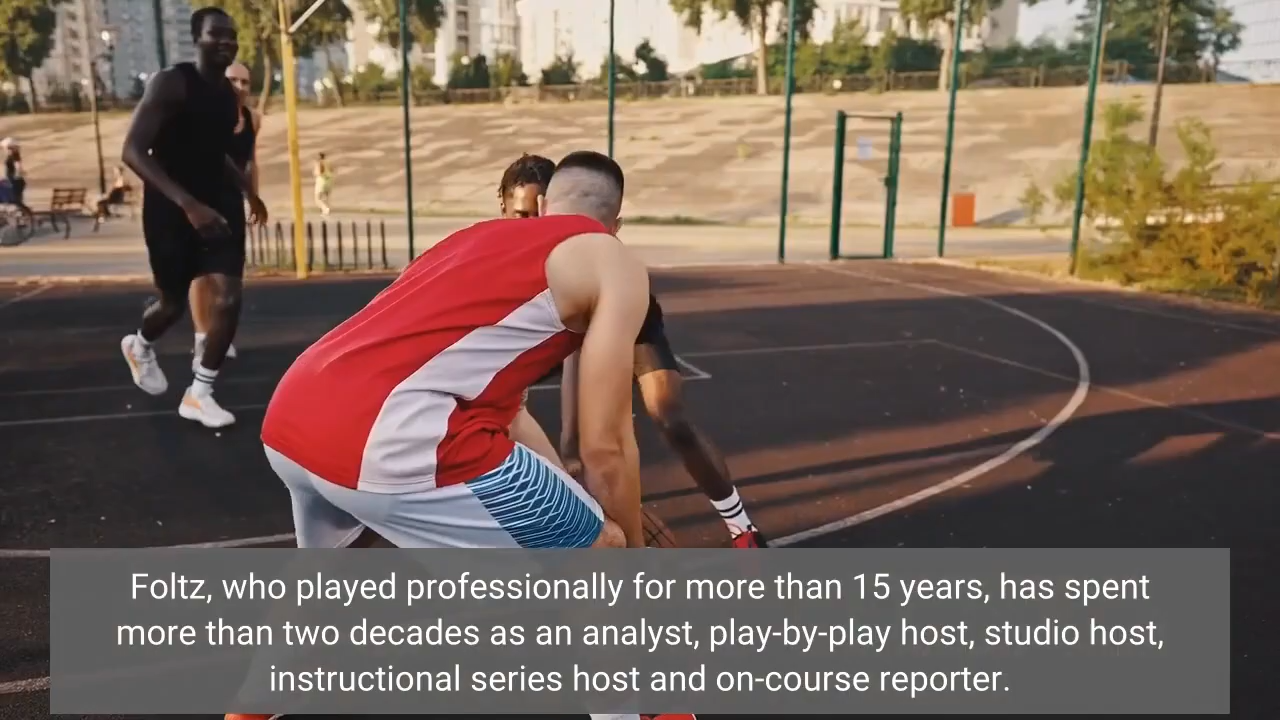 Foltz, who played professionally for more than 15 years, has spent
more than two decades as an analyst, play-by-play host, studio host,
instructional series host and on-course reporter.